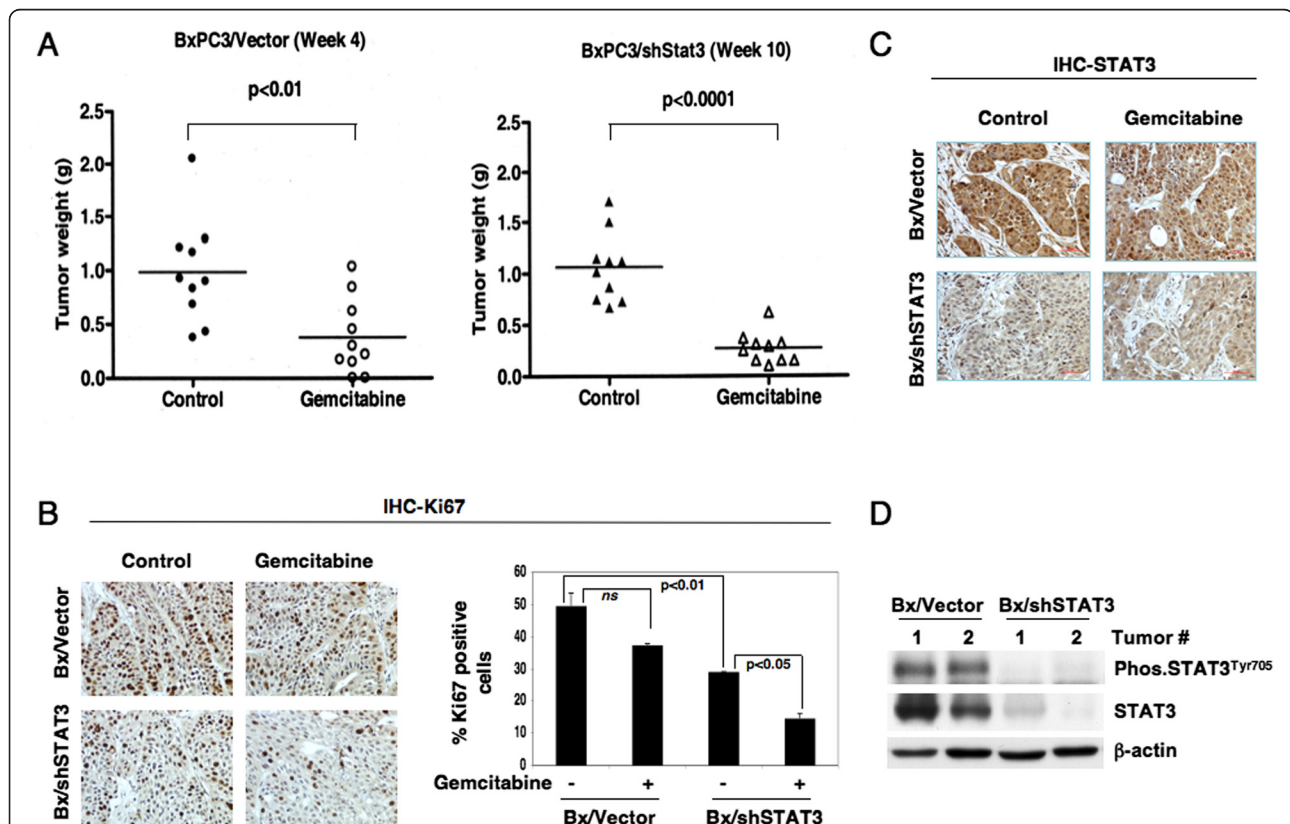 A
BxPC3/Vector (Week 4)
p<0.01
Tumor weight (g)
2.5
2.0
1.5
1.0
0.5
0.0
Control
Gemcitabine
BxPC3/shStat3 (Week 10)
p<0.0001
Tumor weight (g)
2.5
2.0
1.5
1.0
0.5
0.0
Control
Gemcitabine
C
IHC-STAT3
Control
Gemcitabine
Bx/Vector
Bx/shSTAT3
B
IHC-Ki67
Control
Gemcitabine
Bx/Vector
Bx/shSTAT3
% Ki67 positive
cells
60
50
40
30
20
10
0
ns
p<0.01
p<0.05
Gemcitabine - + - +
Bx/Vector Bx/shSTAT3
D
Bx/Vector Bx/shSTAT3
1 2 1 2 Tumor #
Phos.STAT3Tyr705
STAT3
β-actin